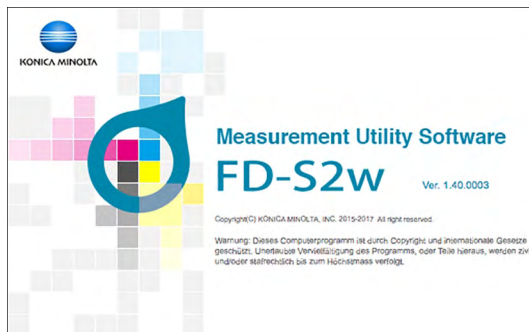 KONICA MINOLTA
Measurement Utility Software
FD-S2w
Ver. 1.40.0003
Copyright(C) KONICA MINOLTA, INC. 2015-2017 All right reserved.
Warnung: Dieses Computerprogramm ist durch Copyright und internationale Gesetze
geschützt. Unerlaubte Vervielfältigung des Programms, oder Teile hieraus, werden zivi
und/oder stafrechtlich bis zum Höchstmass verfolgt.